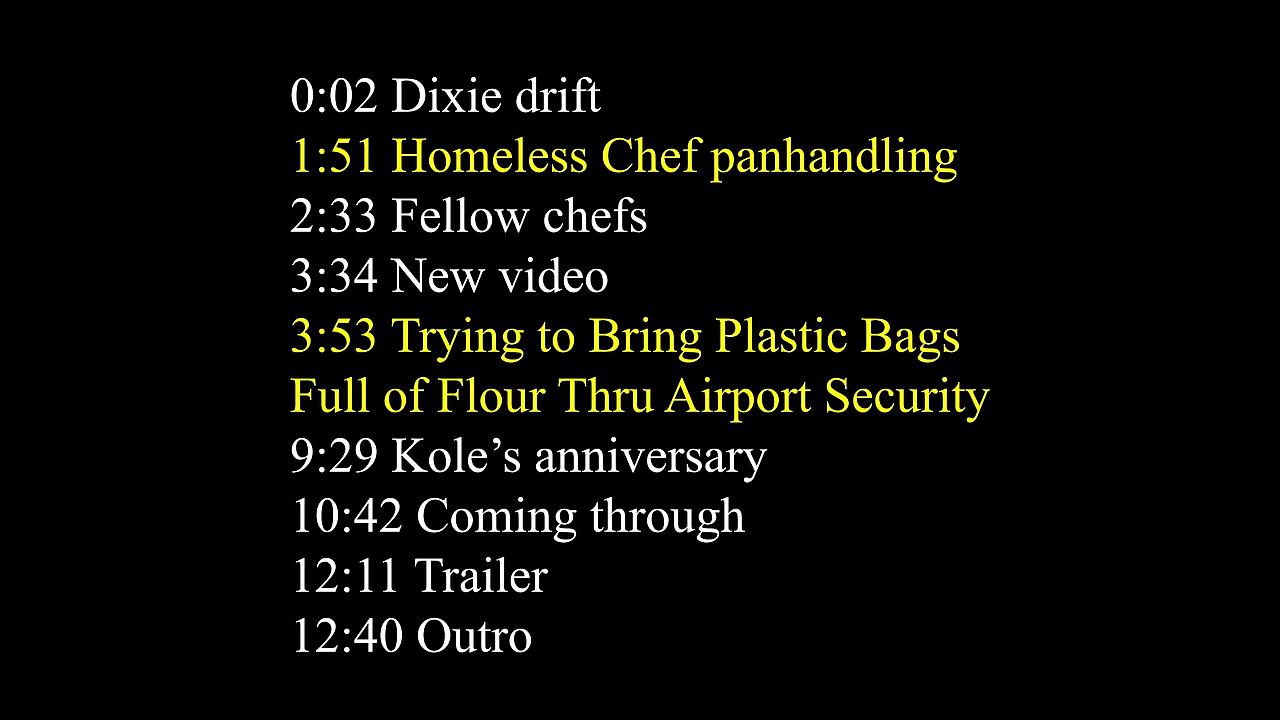 0:02 Dixie drift
1:51 Homeless Chef panhandling
2:33 Fellow chefs
3:34 New video
3:53 Trying to Bring Plastic Bags
Full of Flour Thru Airport Security
9:29 Kole’s anniversary
10:42 Coming through
12:11 Trailer
12:40 Outro